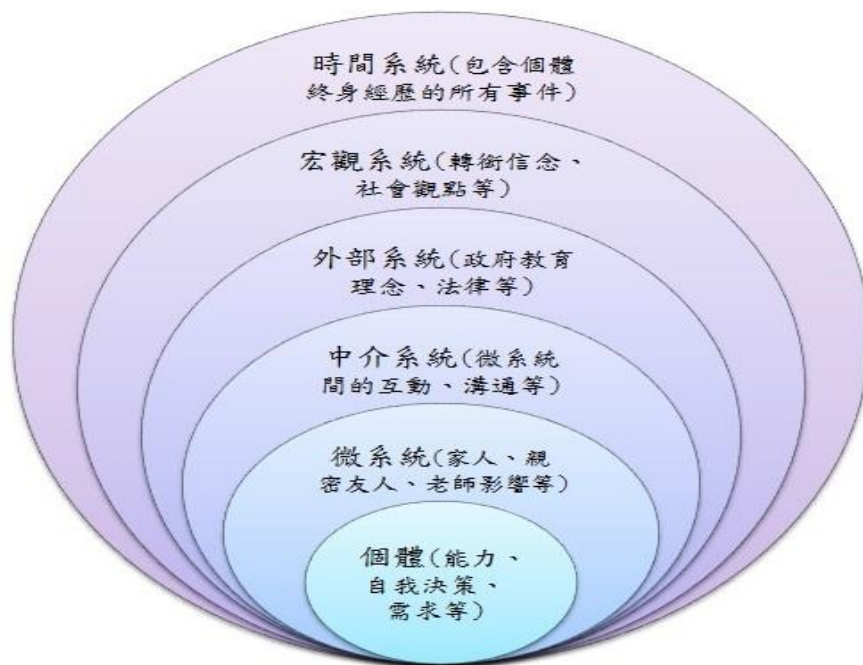 時間系統(包含個體
終身經歷的所有事件)
宏觀系統(轉銜信念、
社會觀點等)
外部系統(政府教育
理念、法律等)
中介系統(微系統
間的互動、溝通等)
微系統(家人、親
密友人、老師影響等)
個體(能力、
自我決策、
需求等)